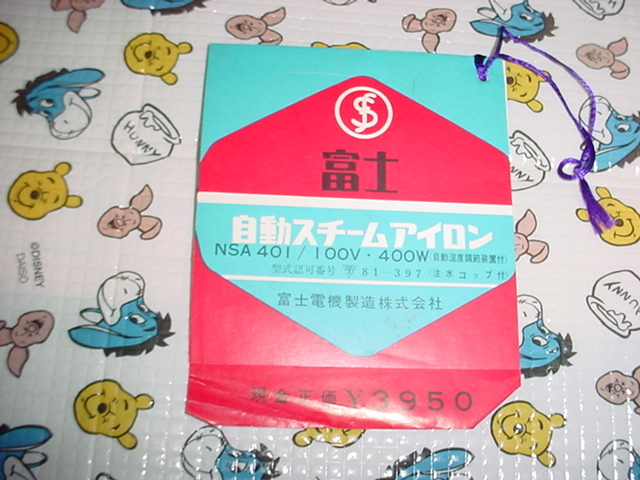 富士
自動スチームアイロン
NSA 401/100V・400W(自動温度調節装置付)
型式認可番号 〒81-397 (注水コップ付)
富士電機製造株式会社
現金正価 ¥3950
HUNNY
©DISNEY
DAISO